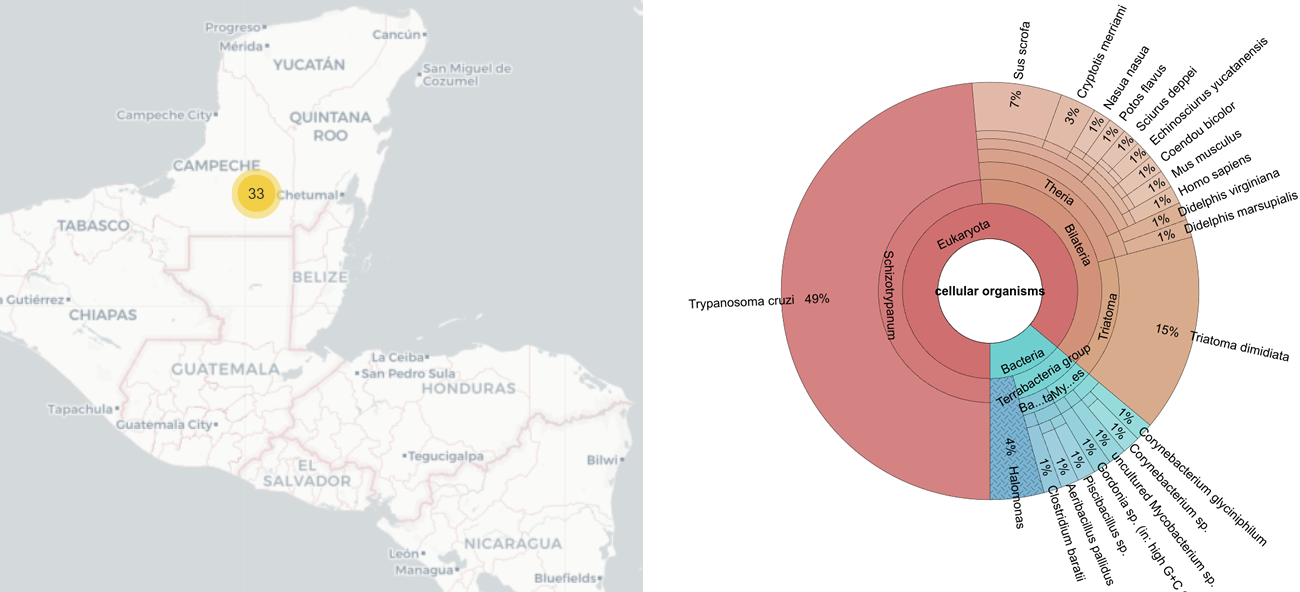 Progreso
Mérida
Cancún
YUCATÁN
San Miguel de
Cozumel
Campeche City
QUINTANA
ROO
CAMPECHE
33
Chetumal
TABASCO
BELIZE
a Gutiérrez
CHIAPAS
La Ceiba
GUATEMALA
San Pedro Sula
HONDURAS
Tapachula
Guatemala City
Tegucigalpa
Bilwi
EL
SALVADOR
NICARAGUA
León
Managua
Bluefields
Sus scrofa
7%
Cryptotis merriami
3%
Nasua nasua
1%
Potos flavus
1%
Sciurus deppei
1%
Echinosciurus yucatanensis
1%
Coendou bicolor
1%
Mus musculus
1%
Homo sapiens
1%
Didelphis virginiana
1%
Didelphis marsupialis
1%
Theria
Eukaryota
Bilateria
Schizotrypanum
cellular organisms
Trypanosoma cruzi 49%
Triatoma
15% Triatoma dimidiata
Bacteria
Terrabacteria group
Ba...ta
My...es
1% Corynebacterium glyciniphilum
1% Corynebacterium sp.
1% uncultured Mycobacterium sp.
1% Gordonia sp. (in: high G+C
1% Piscibacillus sp.
1% Aeribacillus pallidus
1% Clostridium baratii
4% Halomonas